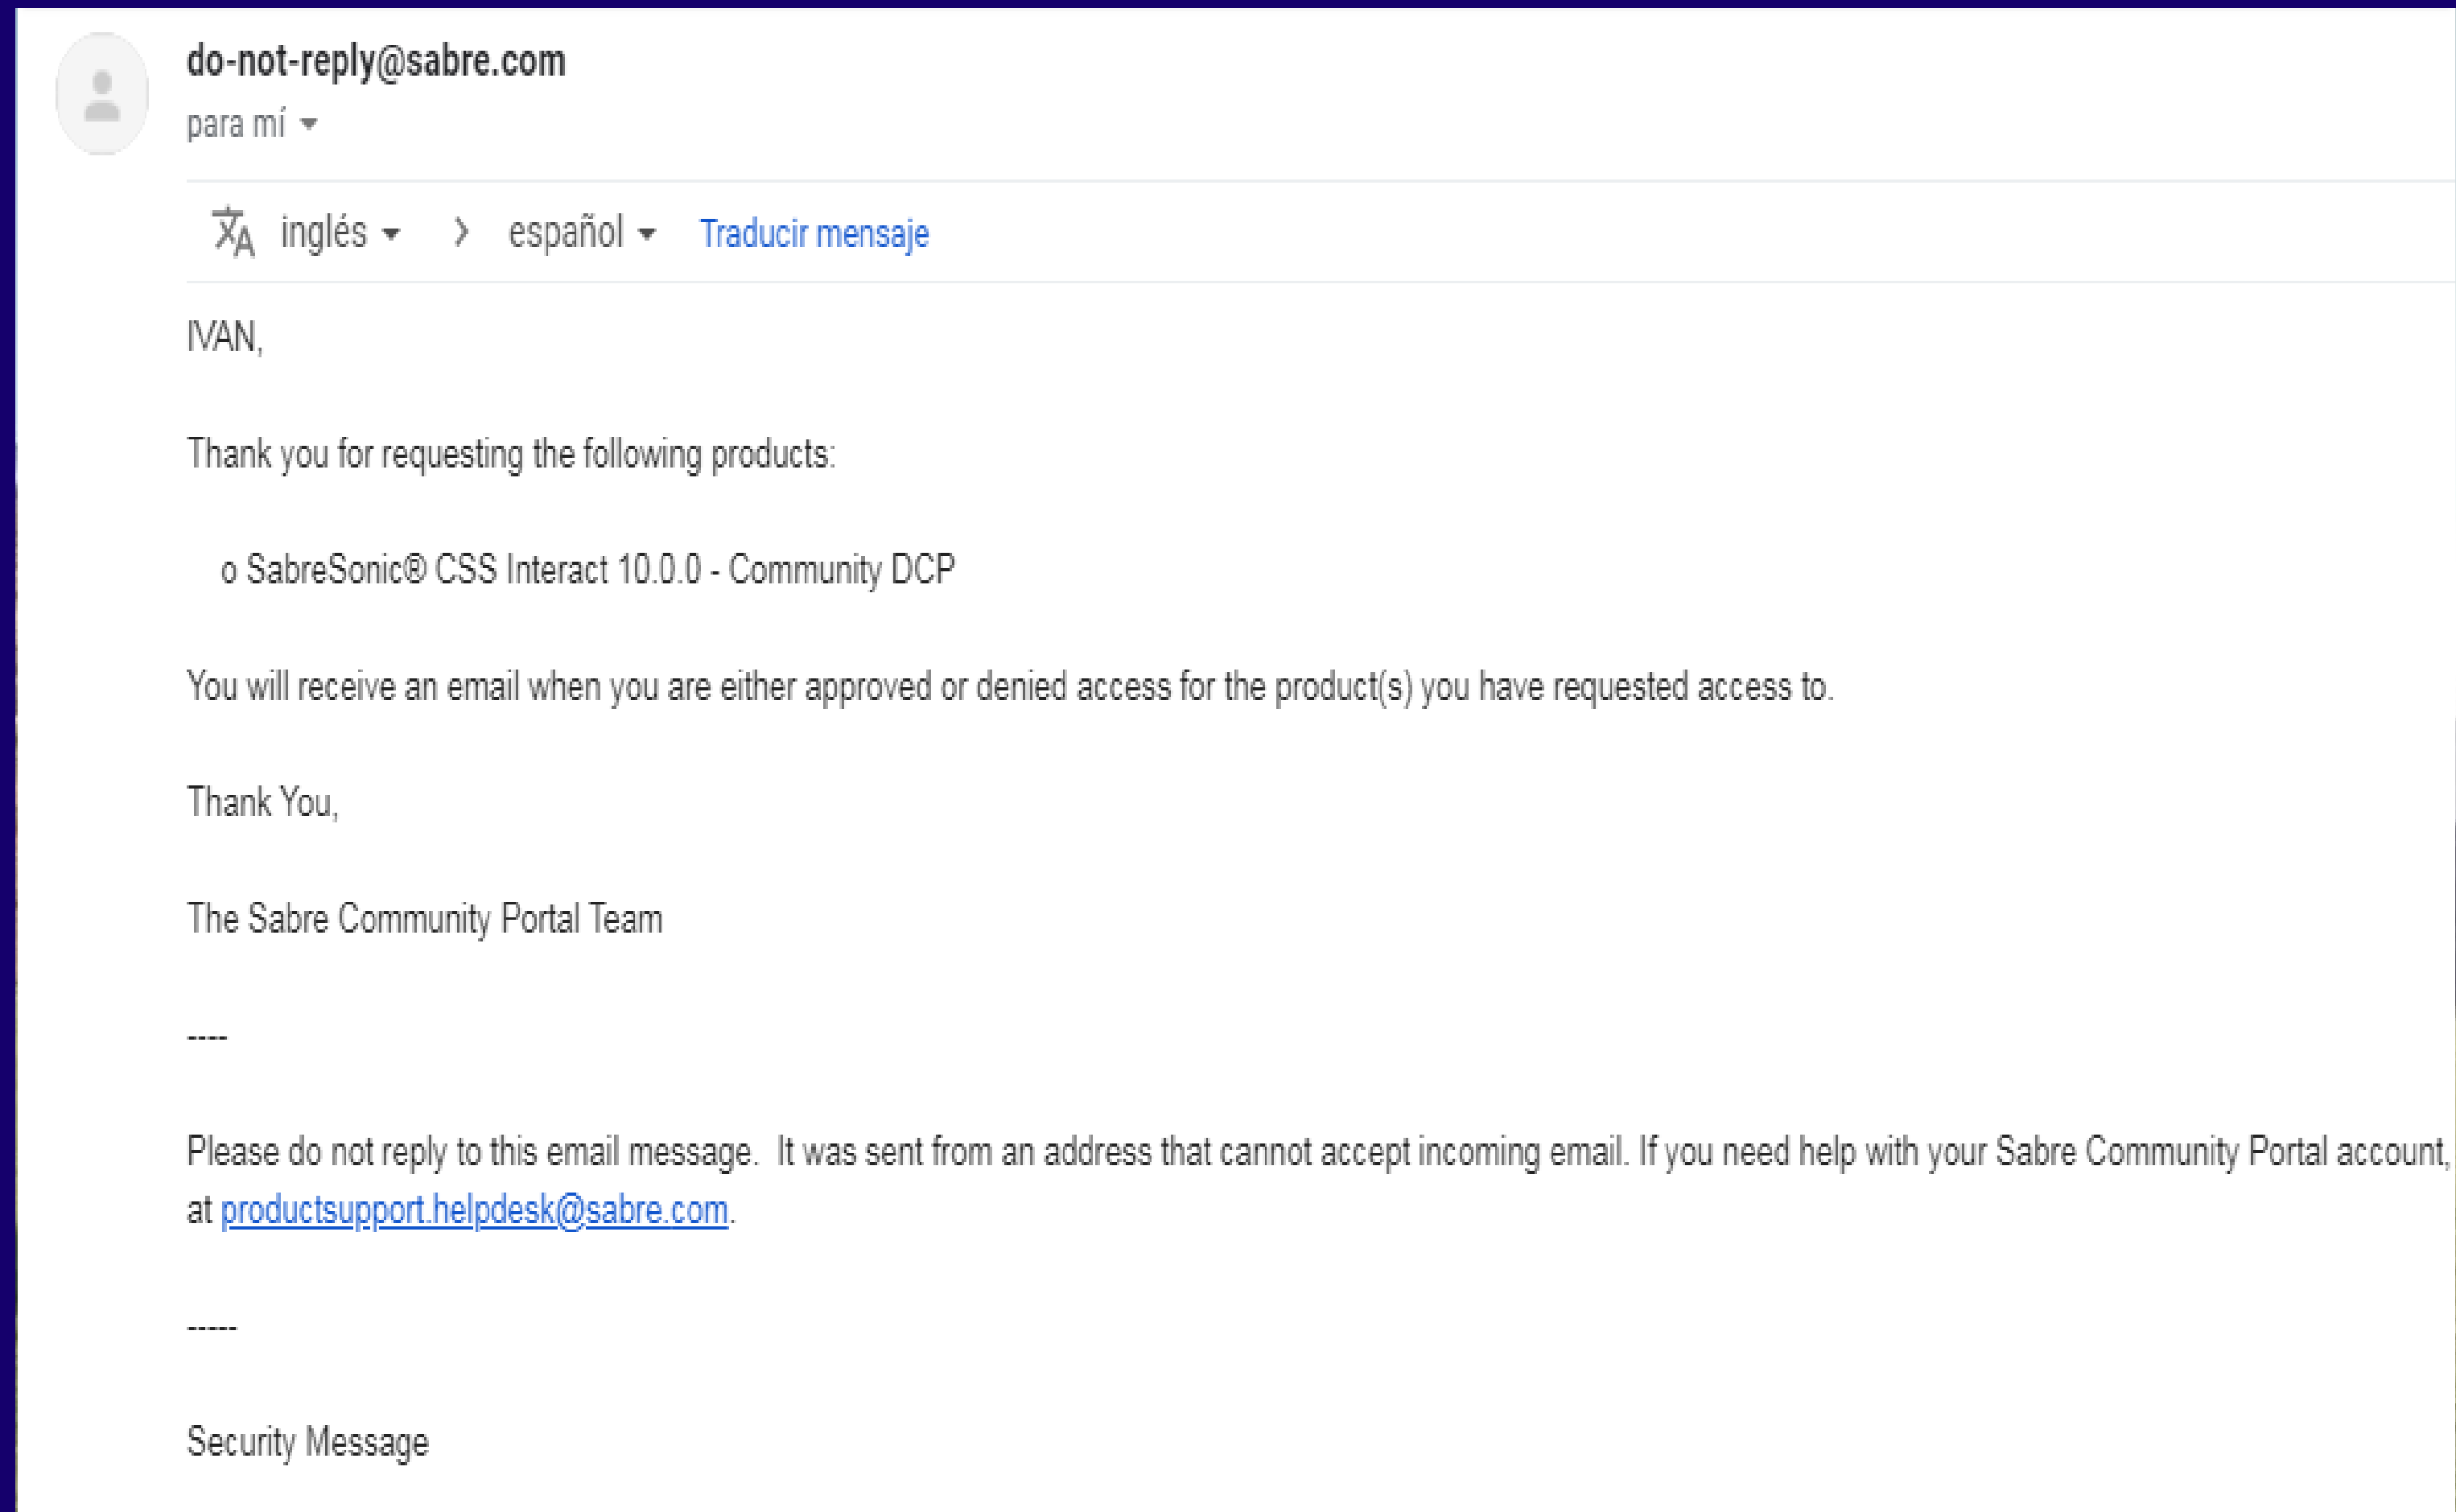 do-not-reply@sabre.com
para mí
inglés > español Traducir mensaje
IVAN,
Thank you for requesting the following products:
o SabreSonic® CSS Interact 10.0.0 - Community DCP
You will receive an email when you are either approved or denied access for the product(s) you have requested access to.
Thank You,
The Sabre Community Portal Team
----
Please do not reply to this email message.  It was sent from an address that cannot accept incoming email. If you need help with your Sabre Community Portal account,
at productsupport.helpdesk@sabre.com.
-----
Security Message